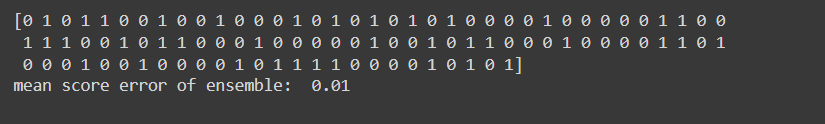 [0 1 0 1 1 0 0 1 0 0 1 0 0 0 1 0 1 0 1 0 1 0 1 0 1 0 0 0 0 1 0 0 0 0 0 1 1 0 0
1 1 1 0 0 1 0 1 1 0 0 0 1 0 0 0 0 0 1 0 0 1 0 1 1 0 0 0 1 0 0 0 0 1 1 0 1
0 0 0 1 0 0 1 0 0 0 0 1 0 1 1 1 1 0 0 0 0 1 0 1 0 1]
mean score error of ensemble:  0.01